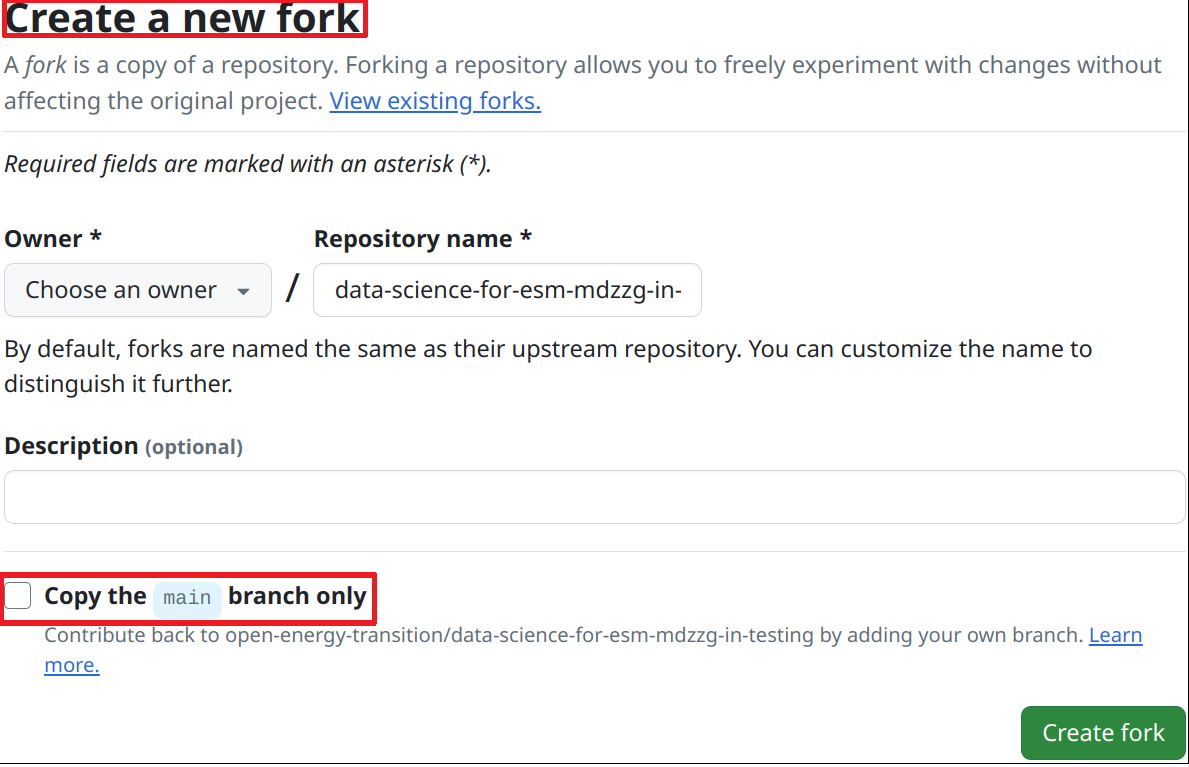 Create a new fork
A fork is a copy of a repository. Forking a repository allows you to freely experiment with changes without
affecting the original project. View existing forks.
Required fields are marked with an asterisk (*).
Owner * Repository name *
Choose an owner / data-science-for-esm-mdzzg-in-
By default, forks are named the same as their upstream repository. You can customize the name to
distinguish it further.
Description (optional)
Copy the main branch only
Contribute back to open-energy-transition/data-science-for-esm-mdzzg-in-testing by adding your own branch. Learn
more.
Create fork